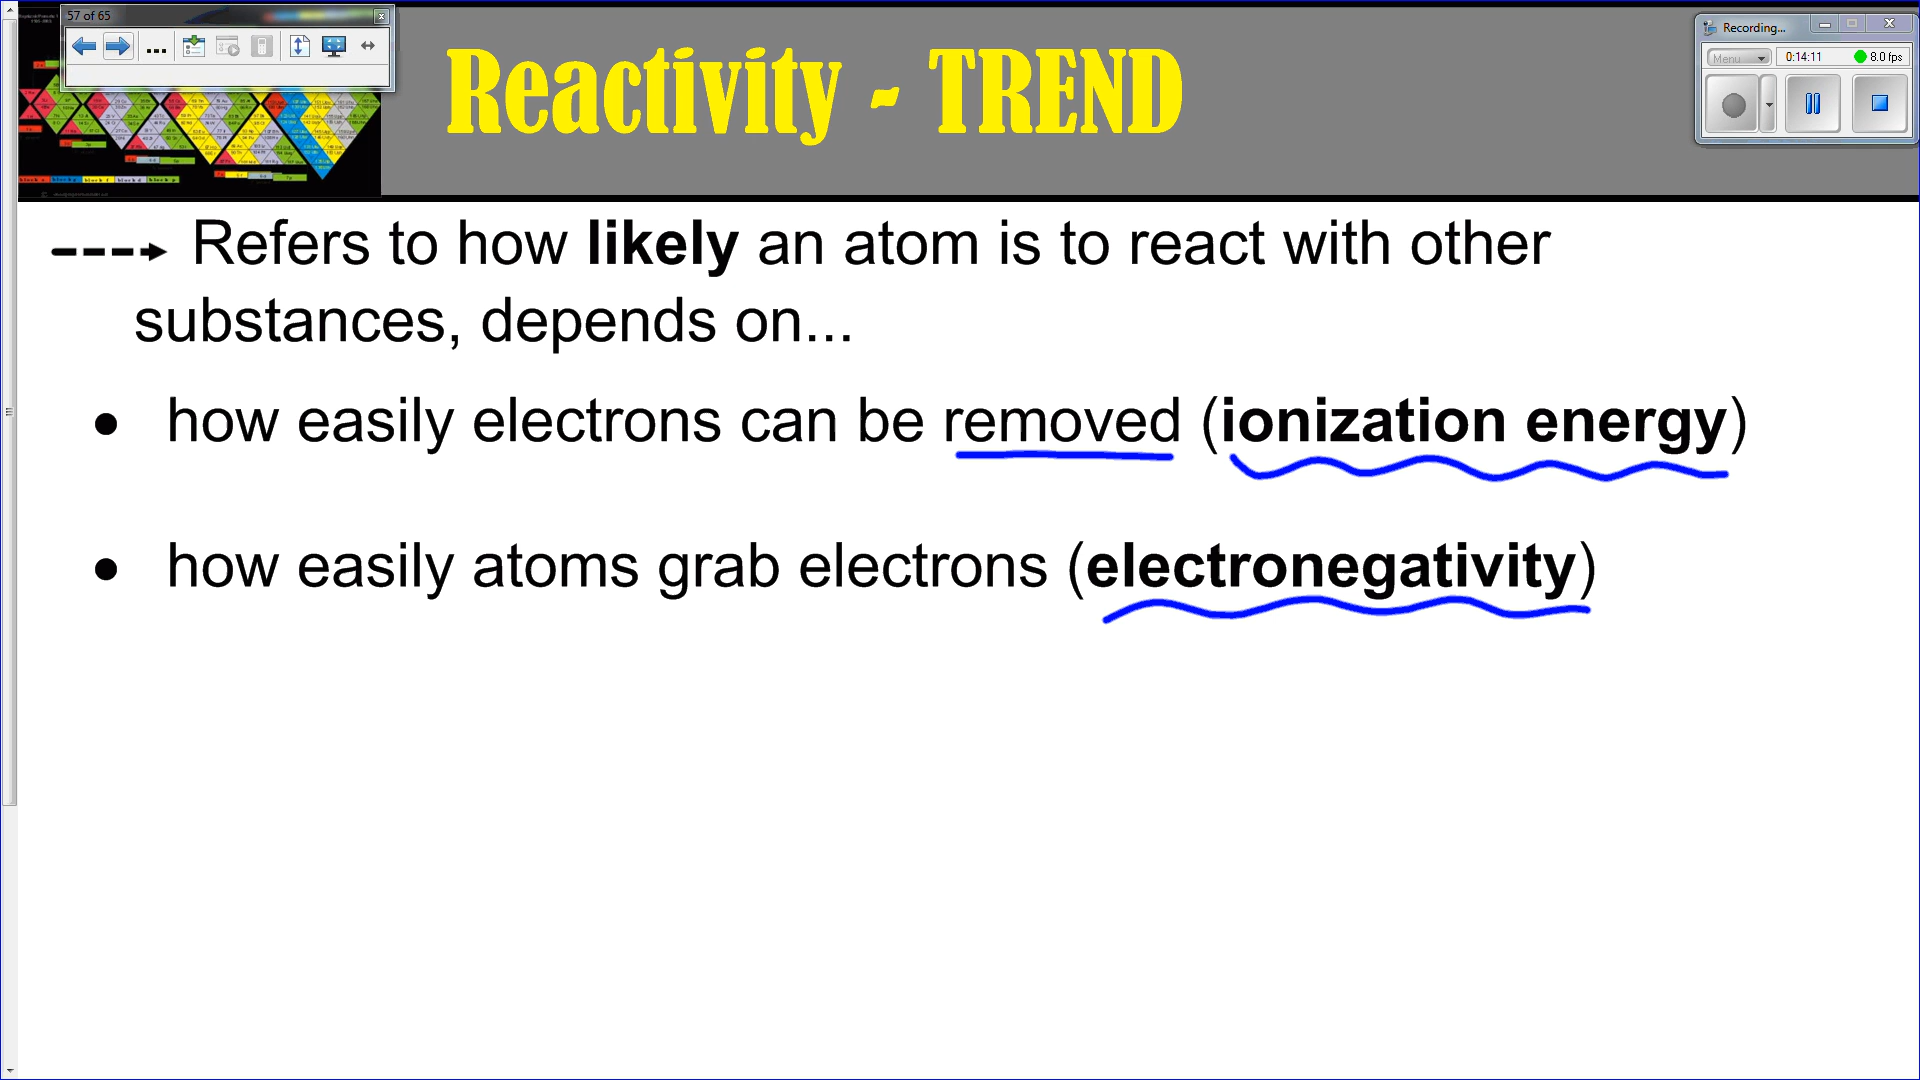 57 of 65
Reactivity - TREND
Recording...
Menu
0:14:11
8.0 fps
Refers to how likely an atom is to react with other
substances, depends on...
• how easily electrons can be removed (ionization energy)
• how easily atoms grab electrons (electronegativity)